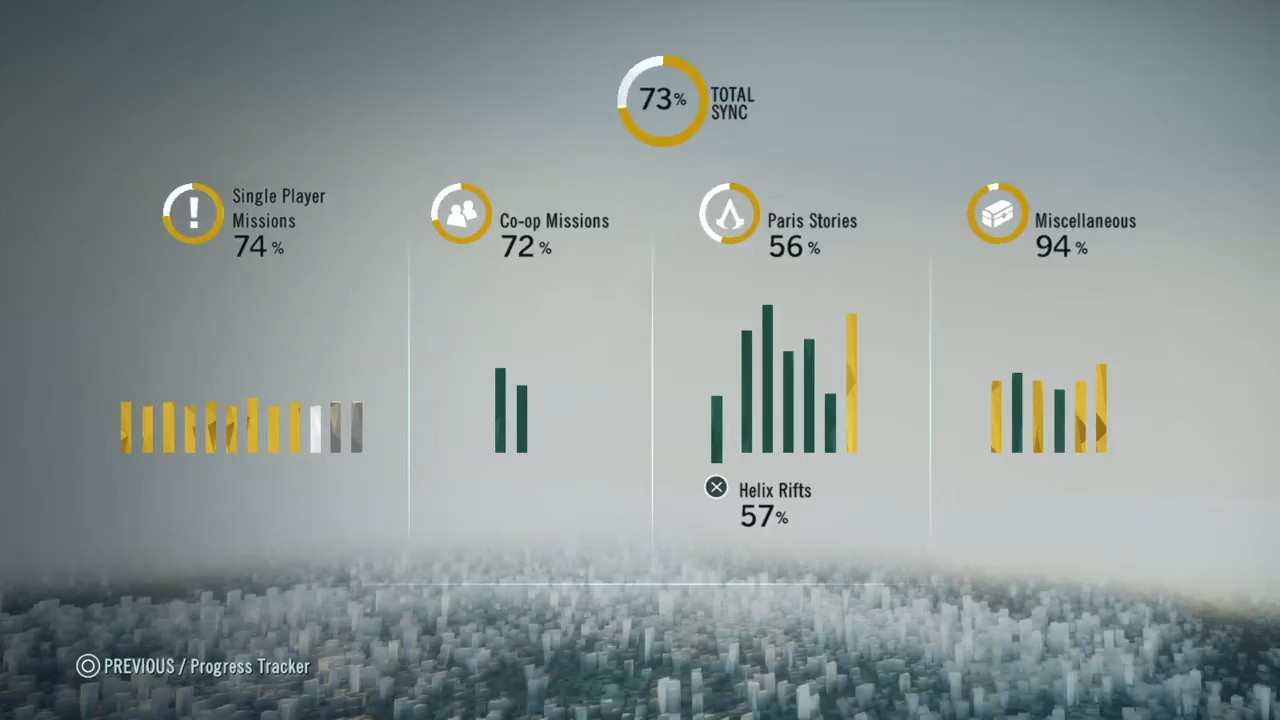 73%
TOTAL
SYNC
Single Player
Missions
74 %
Co-op Missions
72 %
Paris Stories
56 %
Miscellaneous
94 %
Helix Rifts
57%
PREVIOUS / Progress Tracker